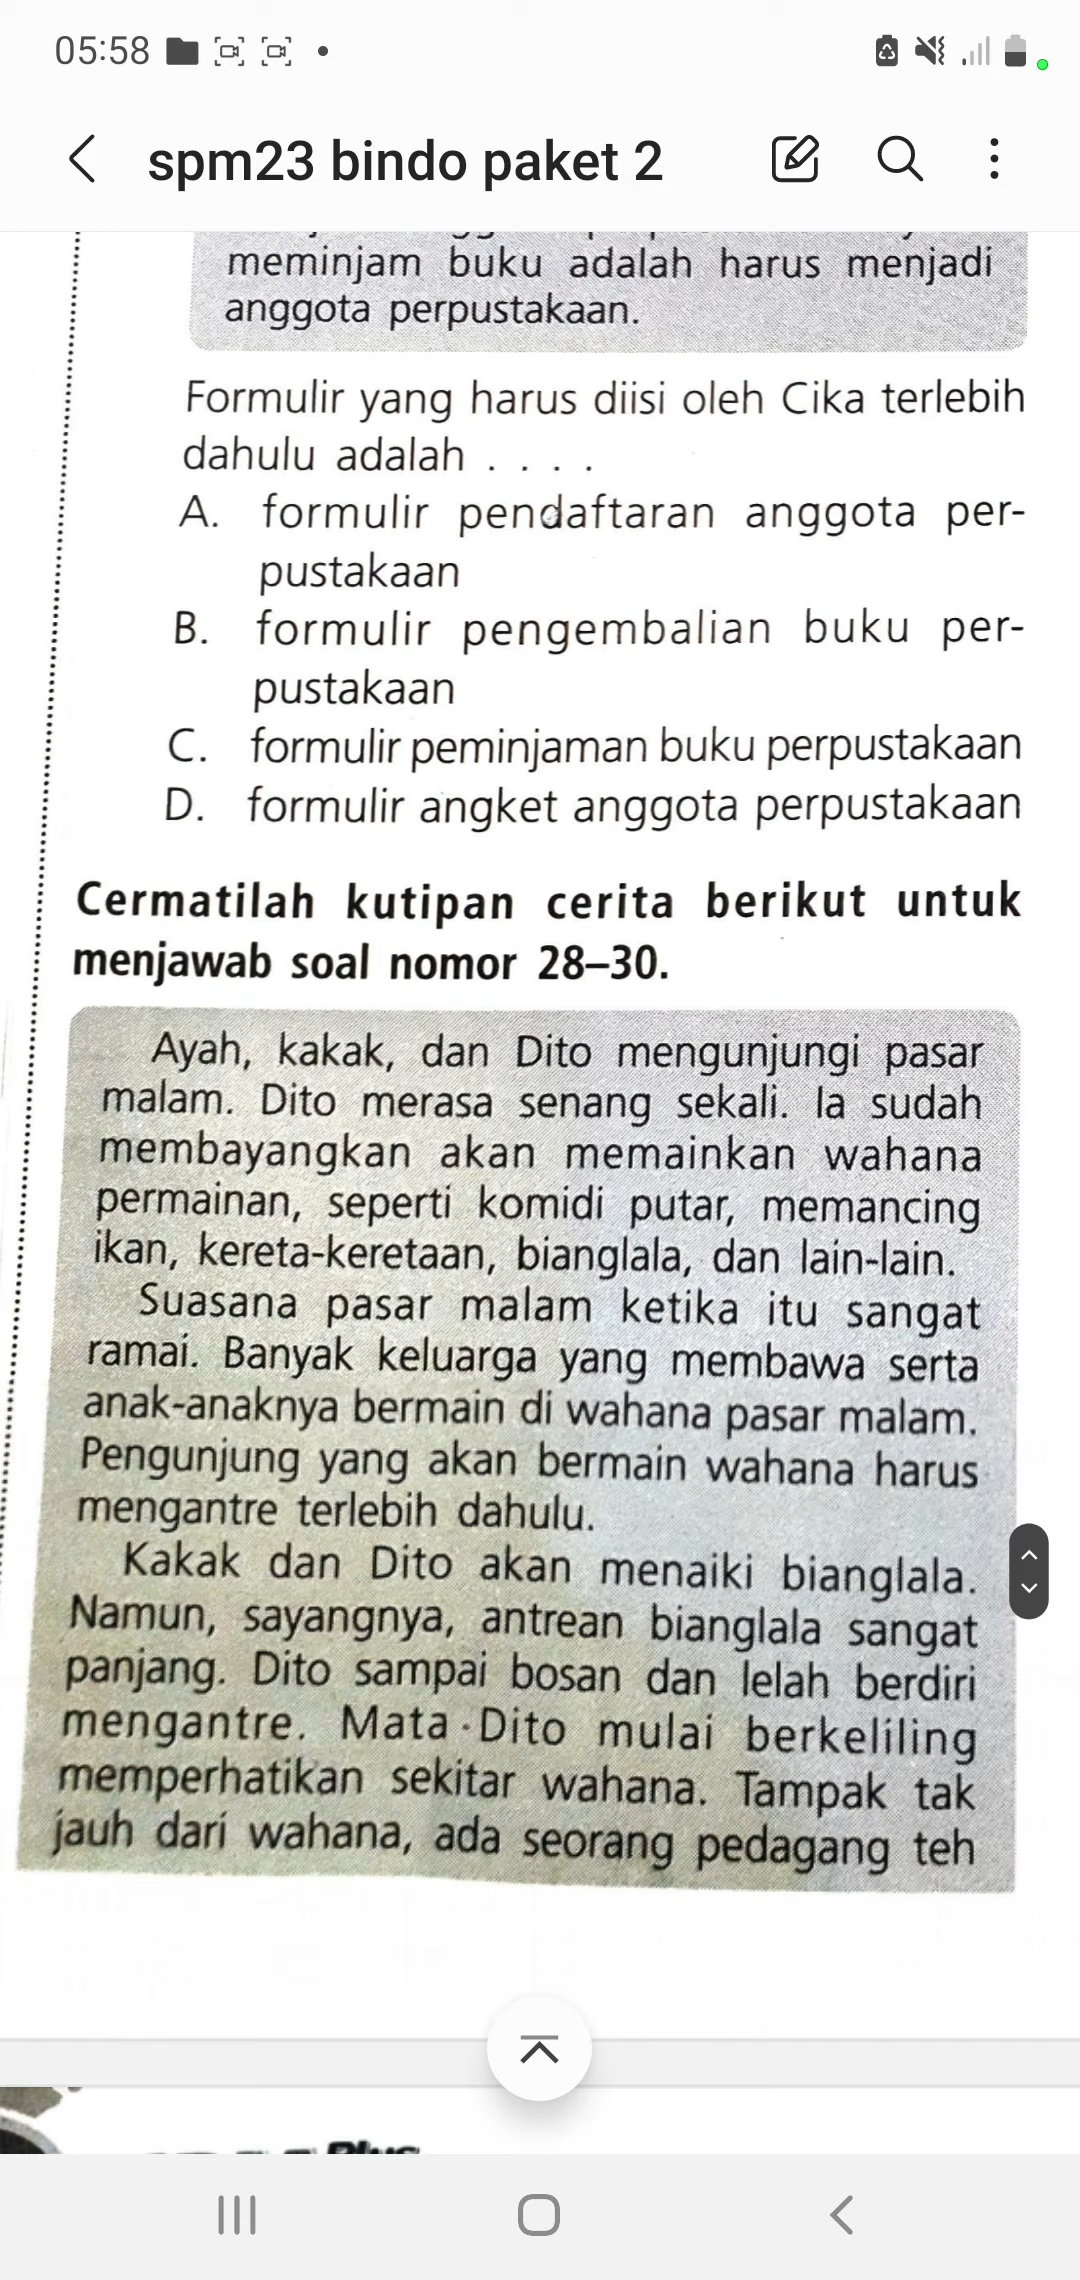 05:58
spm23 bindo paket 2
meminjam buku adalah harus menjadi
anggota perpustakaan.
Formulir yang harus diisi oleh Cika terlebih
dahulu adalah . . . .
A. formulir pendaftaran anggota per-
pustakaan
B. formulir pengembalian buku per-
pustakaan
C. formulir peminjaman buku perpustakaan
D. formulir angket anggota perpustakaan
Cermatilah kutipan cerita berikut untuk
menjawab soal nomor 28–30.
Ayah, kakak, dan Dito mengunjungi pasar
malam. Dito merasa senang sekali. Ia sudah
membayangkan akan memainkan wahana
permainan, seperti komidi putar, memancing
ikan, kereta-keretaan, bianglala, dan lain-lain.
Suasana pasar malam ketika itu sangat
ramai. Banyak keluarga yang membawa serta
anak-anaknya bermain di wahana pasar malam.
Pengunjung yang akan bermain wahana harus
mengantre terlebih dahulu.
Kakak dan Dito akan menaiki bianglala.
Namun, sayangnya, antrean bianglala sangat
panjang. Dito sampai bosan dan lelah berdiri
mengantre. Mata Dito mulai berkeliling
memperhatikan sekitar wahana. Tampak tak
jauh dari wahana, ada seorang pedagang teh